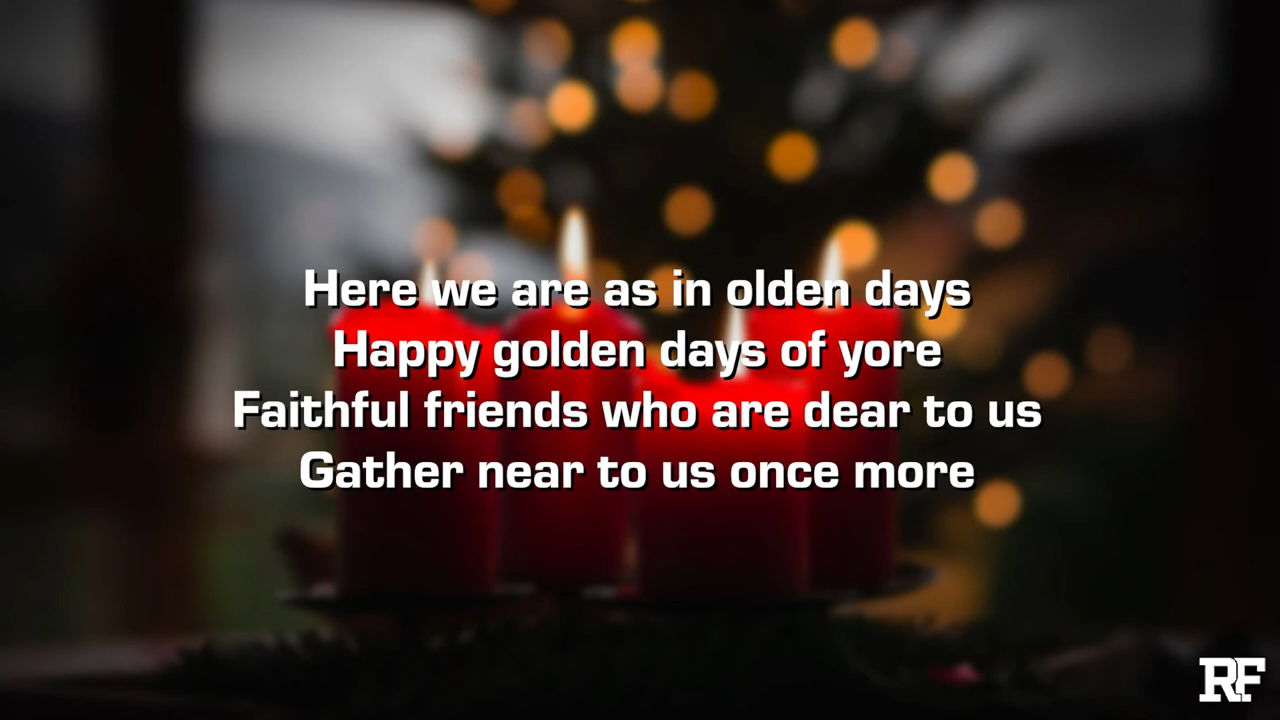 Here we are as in olden days
Happy golden days of yore
Faithful friends who are dear to us
Gather near to us once more
RF